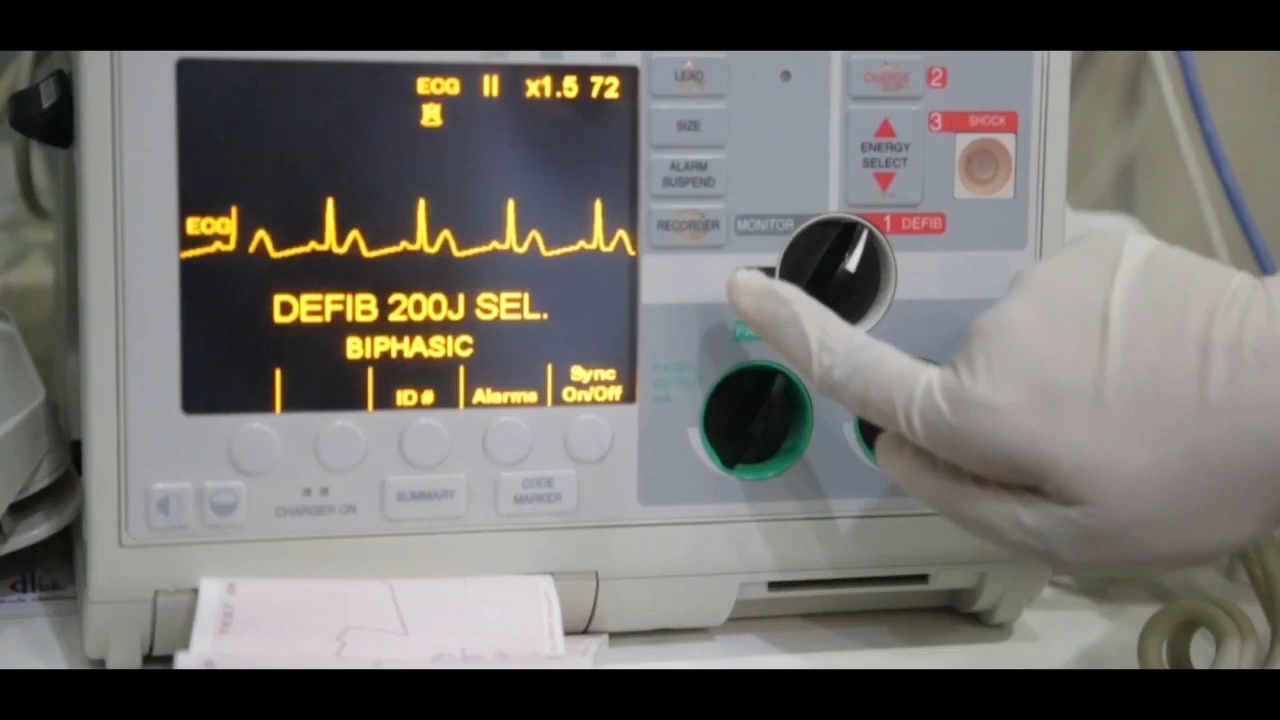 ECG II x1.5 72
ECG
DEFIB 200J SEL.
BIPHASIC
ID # Alarms Sync On/Off
CHARGER ON
SUMMARY
CODE MARKER
LEAD
SIZE
ALARM SUSPEND
RECORDER
CHARGE 2
ENERGY SELECT
3 SHOCK
MONITOR
1 DEFIB